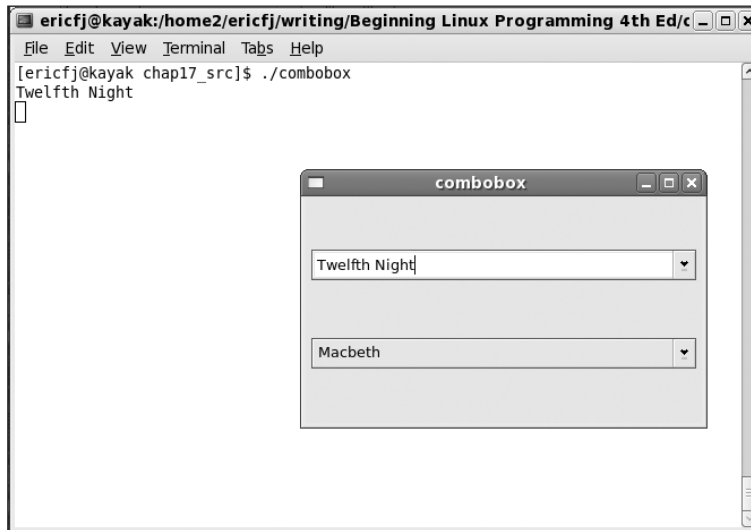 ericfj@kayak:/home2/ericfj/writing/Beginning Linux Programming 4th Ed/c
File Edit View Terminal Tabs Help
[ericfj@kayak chap17_src]$ ./combobox
Twelfth Night
combobox
Twelfth Night
Macbeth